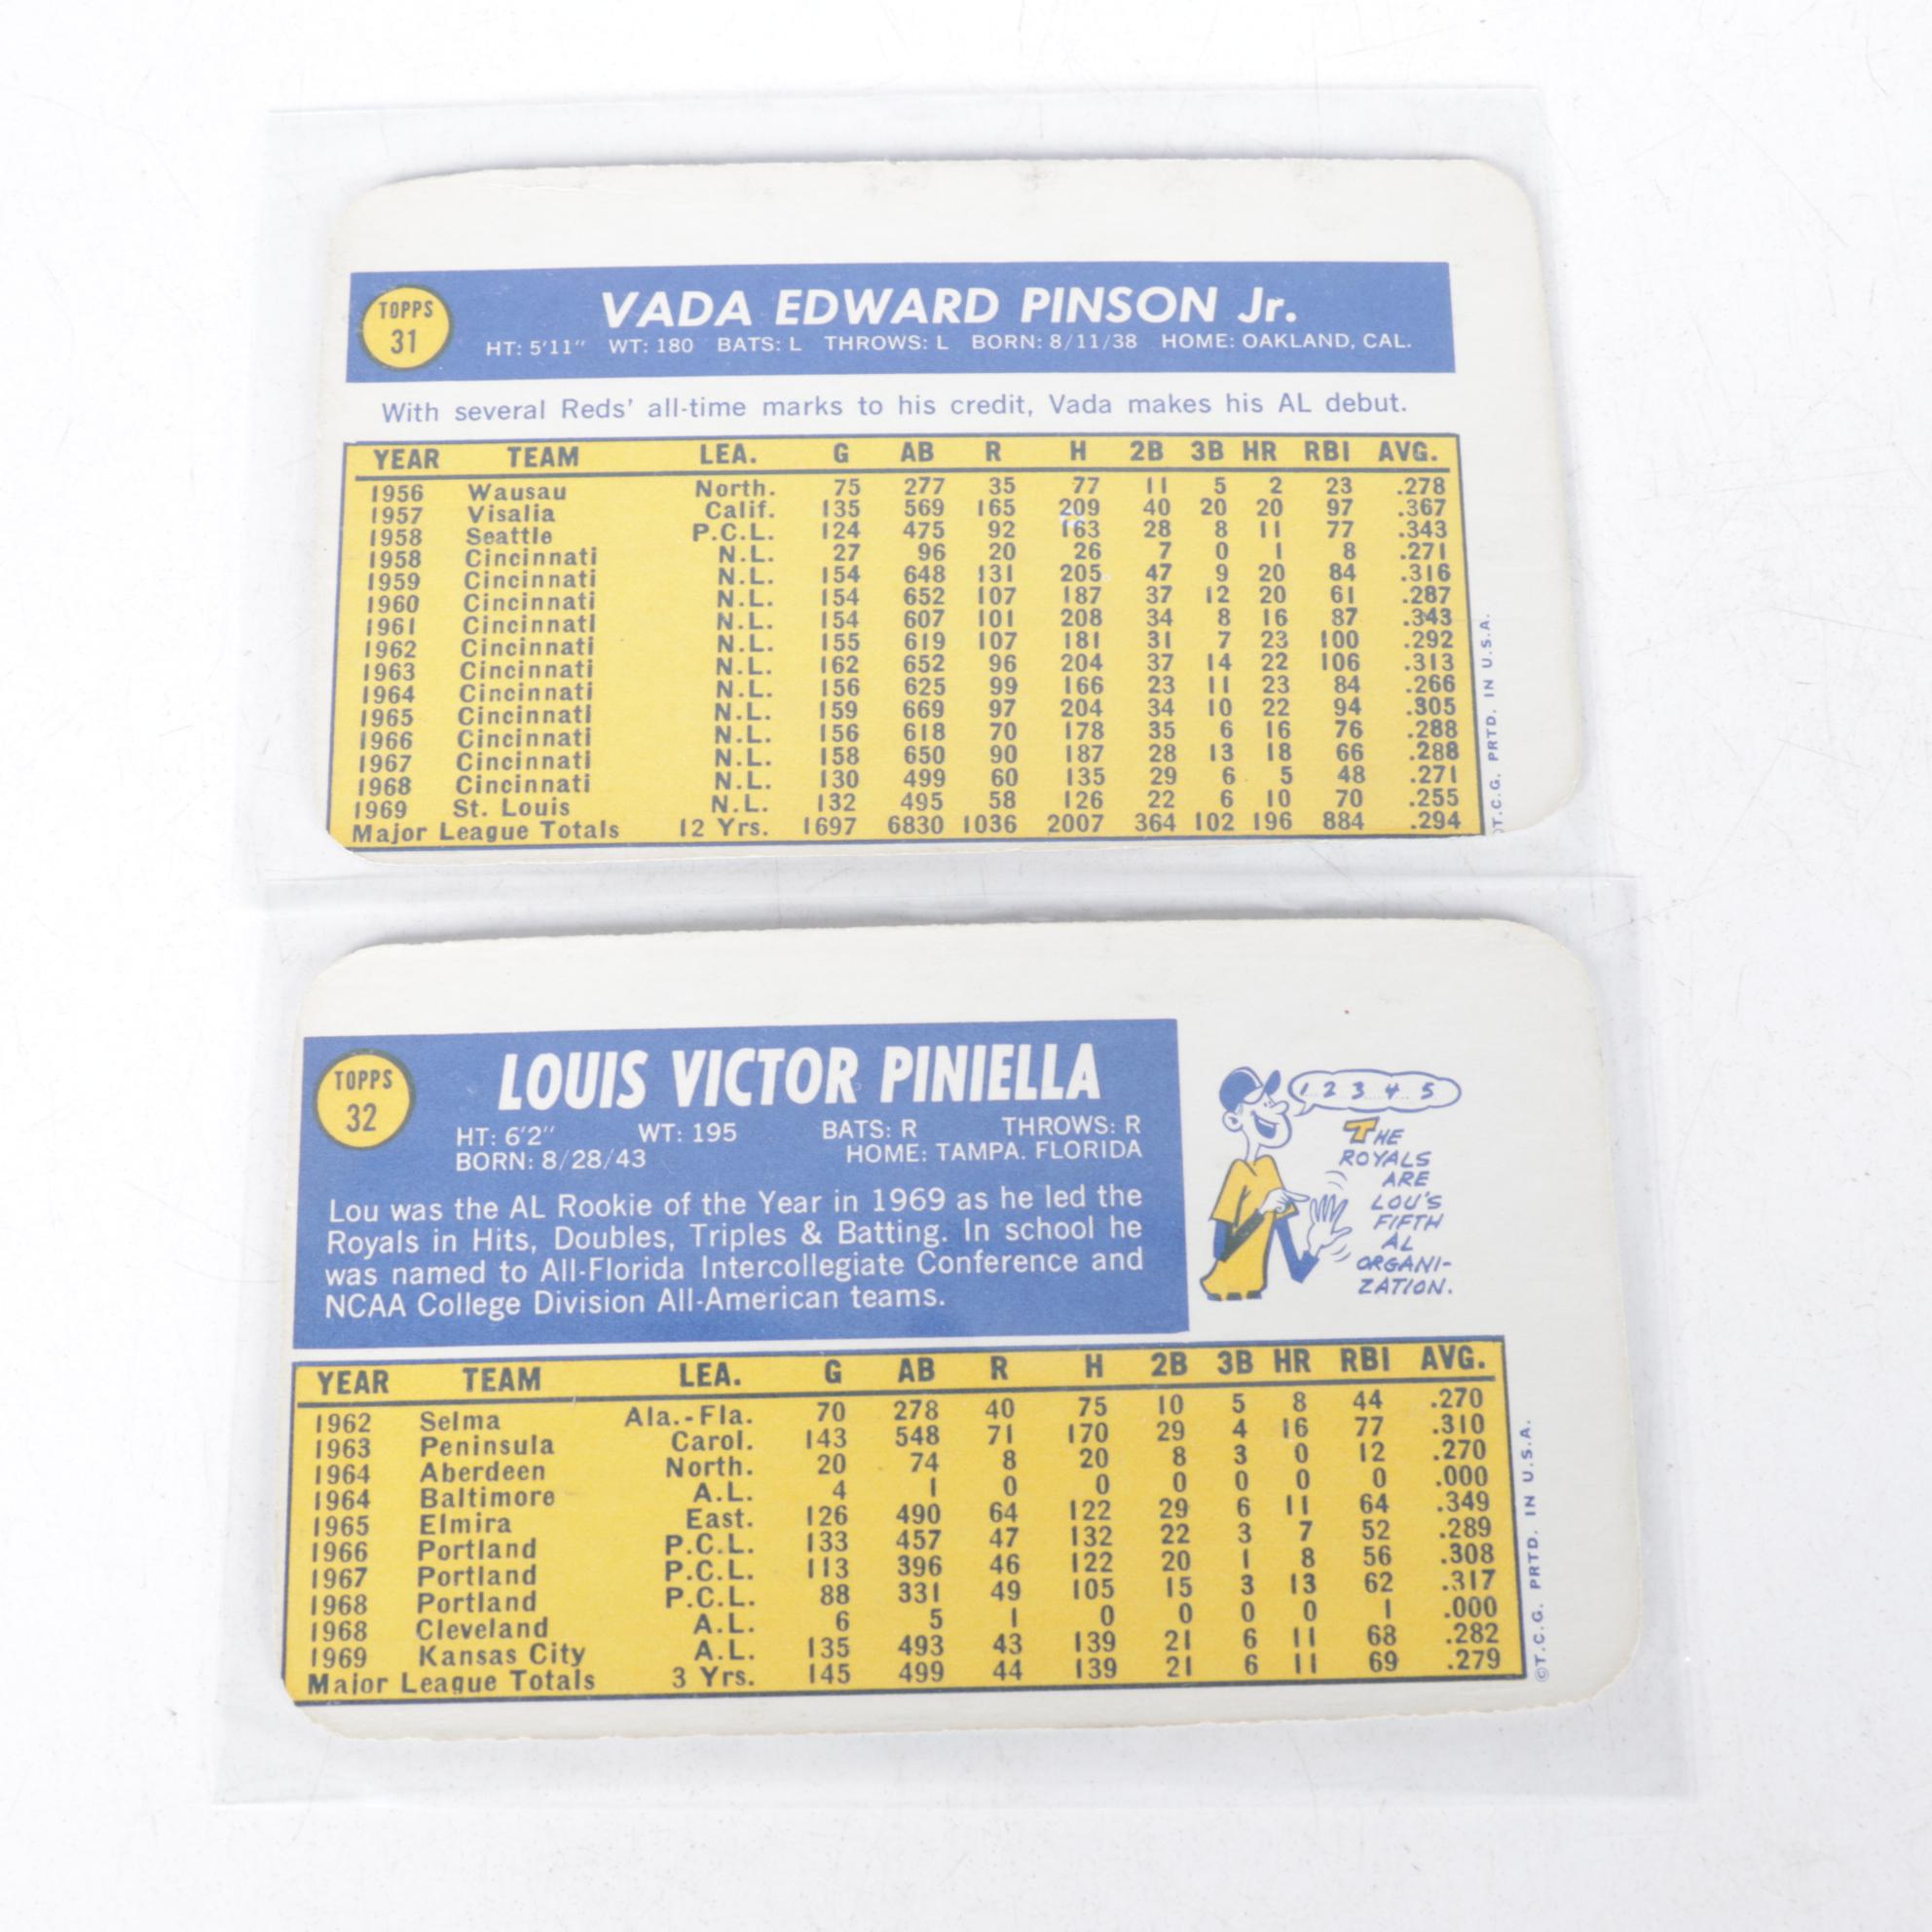 TOPPS
31
VADA EDWARD PINSON Jr.
HT: 5'11" WT: 180 BATS: L THROWS: L BORN: 8/11/38 HOME: OAKLAND, CAL.
With several Reds' all-time marks to his credit, Vada makes his AL debut.
YEAR TEAM LEA. G AB R H 2B 3B HR RBI AVG.
1956 Wausau North. 75 277 35 77 11 5 2 23 .278
1957 Visalia Calif. 135 569 165 209 40 20 20 97 .367
1958 Seattle P.C.L. 124 475 92 163 28 8 11 77 .343
1958 Cincinnati N.L. 27 96 20 26 7 0 1 8 .271
1959 Cincinnati N.L. 154 648 131 205 47 9 20 84 .316
1960 Cincinnati N.L. 154 652 107 187 37 12 20 61 .287
1961 Cincinnati N.L. 154 607 101 208 34 8 16 87 .343
1962 Cincinnati N.L. 155 619 107 181 31 7 23 100 .292
1963 Cincinnati N.L. 162 652 96 204 37 14 22 106 .313
1964 Cincinnati N.L. 156 625 99 166 23 11 23 84 .266
1965 Cincinnati N.L. 159 669 97 204 34 10 22 94 .305
1966 Cincinnati N.L. 156 618 70 178 35 6 16 76 .288
1967 Cincinnati N.L. 158 650 90 187 28 13 18 66 .288
1968 Cincinnati N.L. 130 499 60 135 29 6 5 48 .271
1969 St. Louis N.L. 132 495 58 126 22 6 10 70 .255
Major League Totals 12 Yrs. 1697 6830 1036 2007 364 102 196 884 .294
T.C.G. PRTD. IN U.S.A.
TOPPS
32
LOUIS VICTOR PINIELLA
HT: 6'2" WT: 195 BATS: R THROWS: R
BORN: 8/28/43 HOME: TAMPA. FLORIDA
Lou was the AL Rookie of the Year in 1969 as he led the
Royals in Hits, Doubles, Triples & Batting. In school he
was named to All-Florida Intercollegiate Conference and
NCAA College Division All-American teams.
1 2 3 4 5
THE
ROYALS
ARE
LOU'S
FIFTH
AL
ORGANI-
ZATION.
YEAR TEAM LEA. G AB R H 2B 3B HR RBI AVG.
1962 Selma Ala.-Fla. 70 278 40 75 10 5 8 44 .270
1963 Peninsula Carol. 143 548 71 170 29 4 16 77 .310
1964 Aberdeen North. 20 74 8 20 8 3 0 12 .270
1964 Baltimore A.L. 4 1 0 0 0 0 0 0 .000
1965 Elmira East. 126 490 64 122 29 6 11 64 .349
1966 Portland P.C.L. 133 457 47 132 22 3 7 52 .289
1967 Portland P.C.L. 113 396 46 122 20 1 8 56 .308
1968 Portland P.C.L. 88 331 49 105 15 3 13 62 .317
1968 Cleveland A.L. 6 5 1 0 0 0 0 1 .000
1969 Kansas City A.L. 135 493 43 139 21 6 11 68 .282
Major League Totals 3 Yrs. 145 499 44 139 21 6 11 69 .279
©T.C.G. PRTD. IN U.S.A.